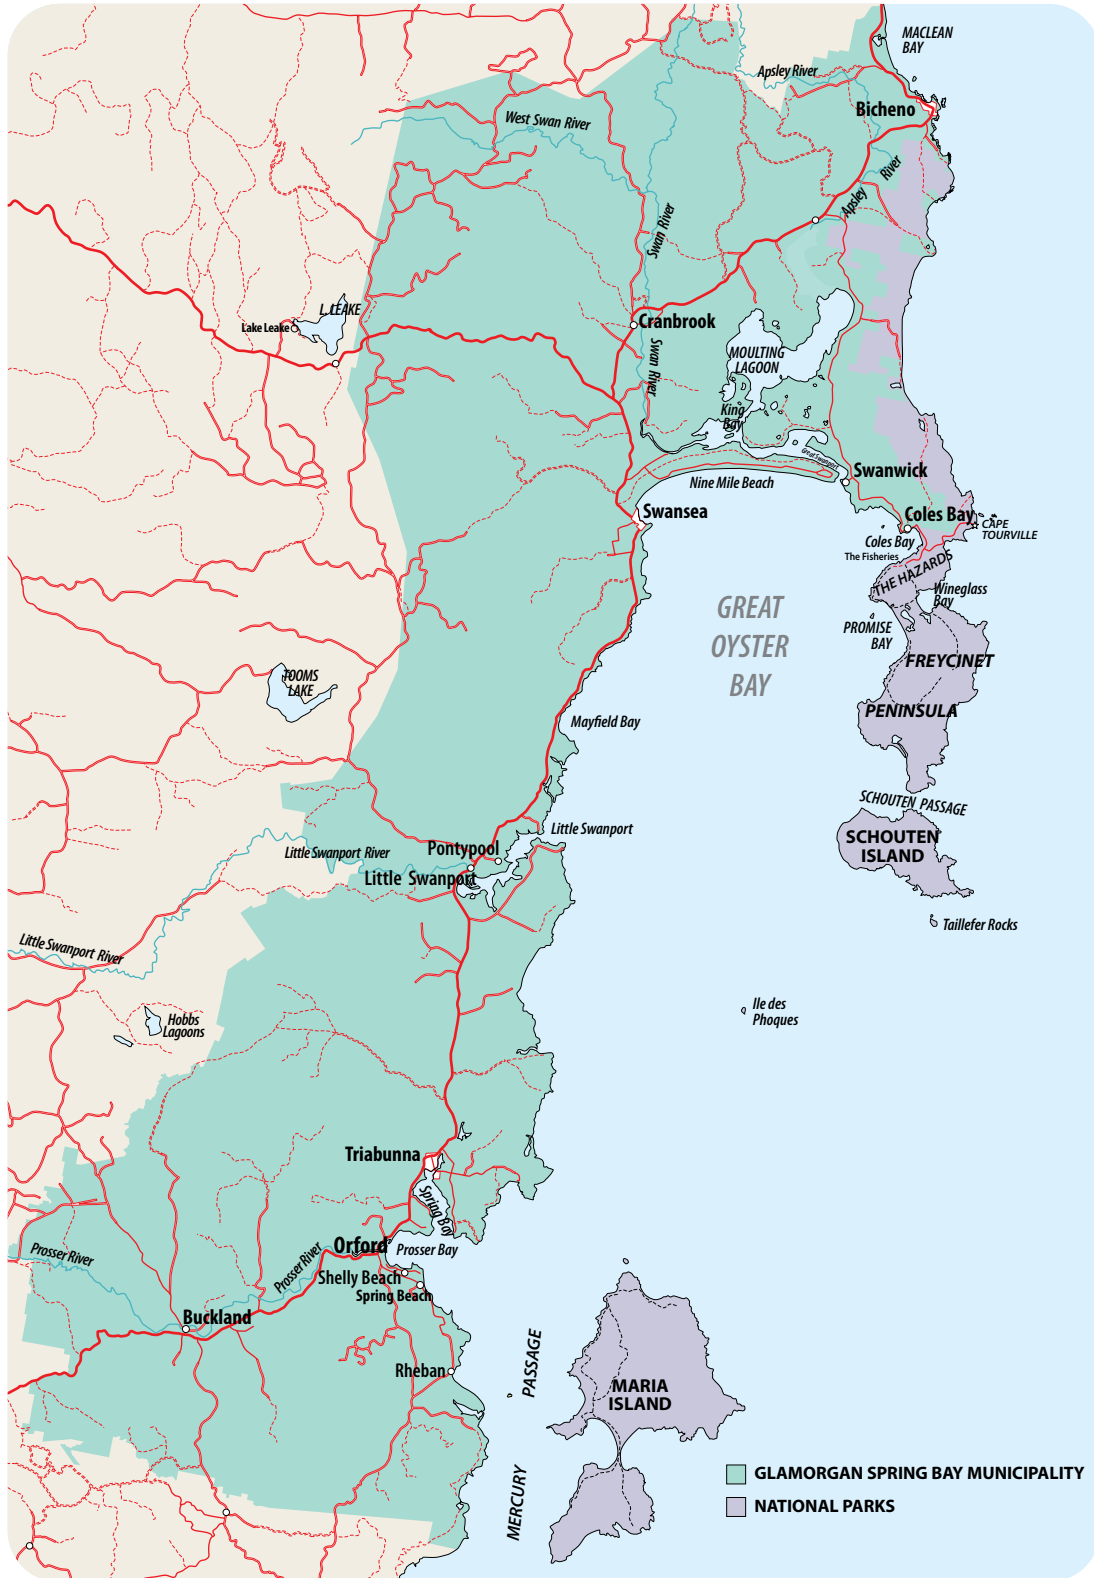 MACLEAN
BAY
Apsley River
Bicheno
West Swan River
River
Apsley
Swan River
L. LEAKE
Lake Leake
Cranbrook
Swan River
MOULTING
LAGOON
King
Bay
Great Swanport
Swanwick
Nine Mile Beach
Swansea
Coles Bay
CAPE
TOURVILLE
Coles Bay
The Fisheries
THE HAZARDS
Wineglass
Bay
GREAT
OYSTER
BAY
PROMISE
BAY
FREYCINET
TOOMS
LAKE
PENINSULA
Mayfield Bay
SCHOUTEN PASSAGE
Little Swanport
SCHOUTEN
ISLAND
Pontypool
Little Swanport River
Little Swanport
Taillefer Rocks
Little Swanport River
Ile des
Phoques
Hobbs
Lagoons
Triabunna
Spring Bay
Orford
Prosser Bay
Prosser River
Prosser River
Shelly Beach
Spring Beach
Buckland
PASSAGE
Rheban
MARIA
ISLAND
MERCURY
GLAMORGAN SPRING BAY MUNICIPALITY
NATIONAL PARKS